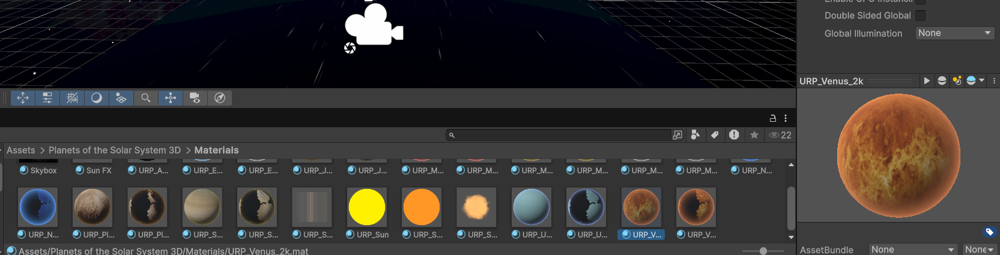 Double Sided Global
Global Illumination None
URP_Venus_2k
22
Assets > Planets of the Solar System 3D > Materials
Skybox Sun FX URP_A... URP_E... URP_E... URP_J... URP_J... URP_M... URP_M... URP_M... URP_M... URP_M... URP_M... URP_N...
URP_N... URP_Pl... URP_Pl... URP_S... URP_S... URP_S... URP_Sun URP_S... URP_S... URP_U... URP_U... URP_V... URP_V...
Assets/Planets of the Solar System 3D/Materials/URP_Venus_2k.mat
AssetBundle None None